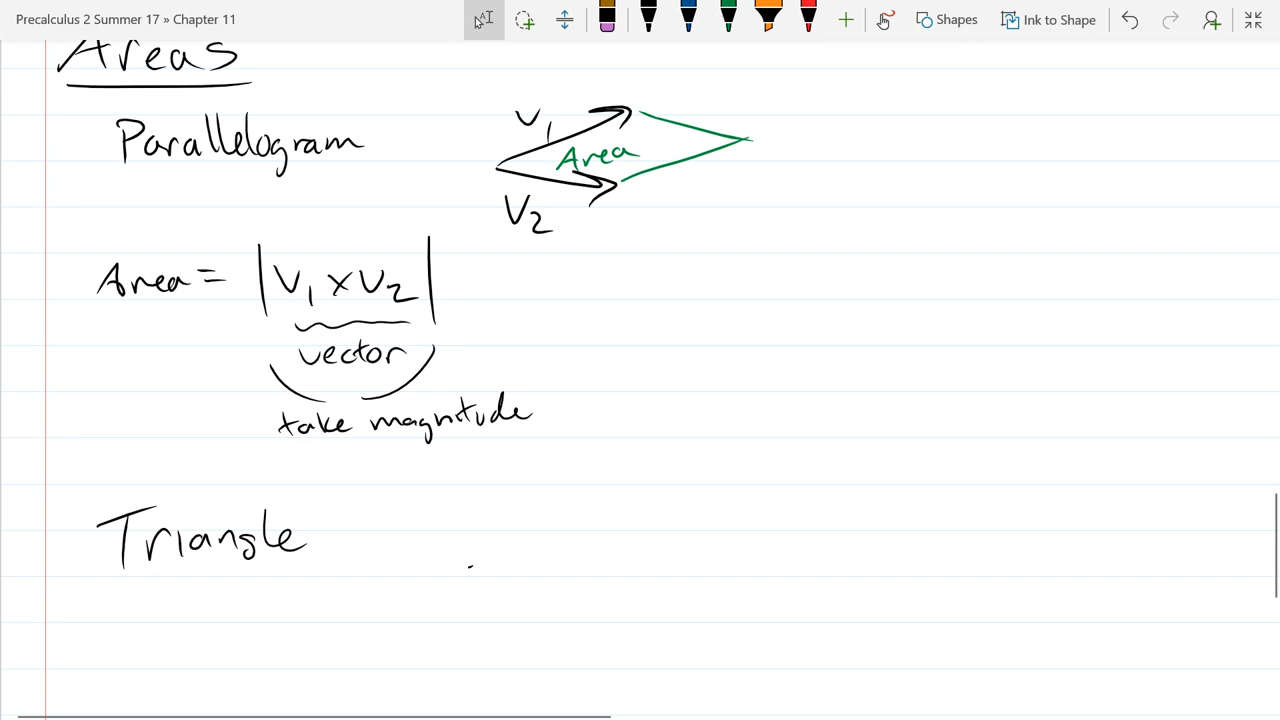 Precalculus 2 Summer 17 » Chapter 11
Shapes
Ink to Shape
Areas
Parallelogram
V1
Area
V2
Area = |V1 x V2|
vector
take magnitude
Triangle